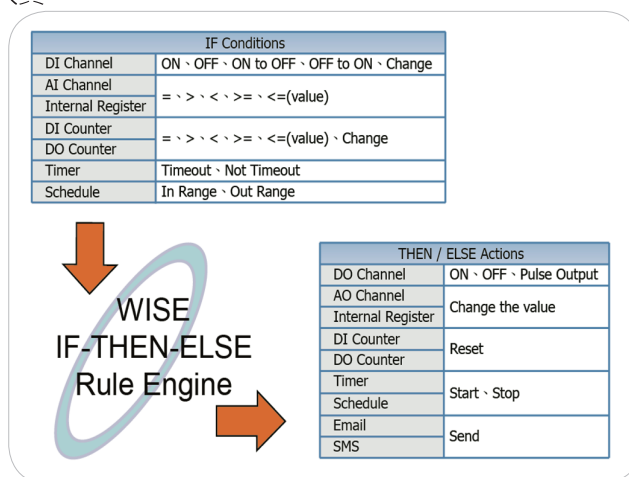 IF Conditions
DI Channel ON、OFF、ON to OFF、OFF to ON、Change
AI Channel
Internal Register
=、>、<、>=、<=(value)
DI Counter
DO Counter
=、>、<、>=、<=(value)、Change
Timer Timeout、Not Timeout
Schedule In Range、Out Range
WISE
IF-THEN-ELSE
Rule Engine
THEN / ELSE Actions
DO Channel ON、OFF、Pulse Output
AO Channel
Internal Register
Change the value
DI Counter
DO Counter
Reset
Timer
Schedule
Start、Stop
Email
SMS
Send